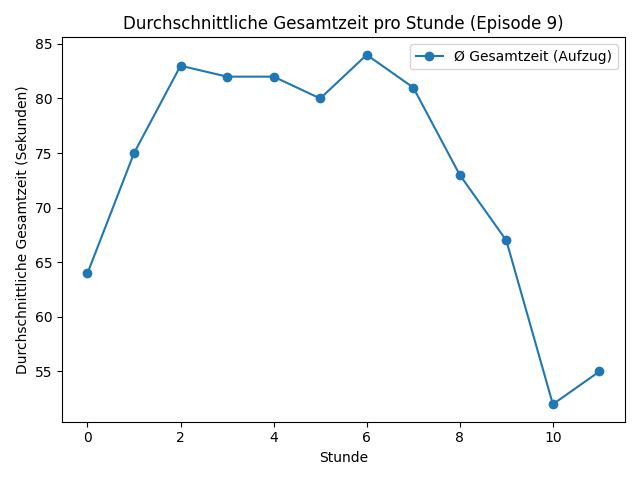 Durchschnittliche Gesamtzeit pro Stunde (Episode 9)
Ø Gesamtzeit (Aufzug)
Durchschnittliche Gesamtzeit (Sekunden)
85
80
75
70
65
60
55
0 2 4 6 8 10
Stunde